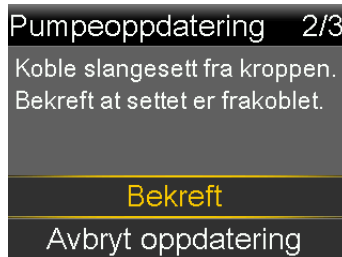 Pumpeoppdatering 2/3
Koble slangesett fra kroppen.
Bekreft at settet er frakoblet.
Bekreft
Avbryt oppdatering